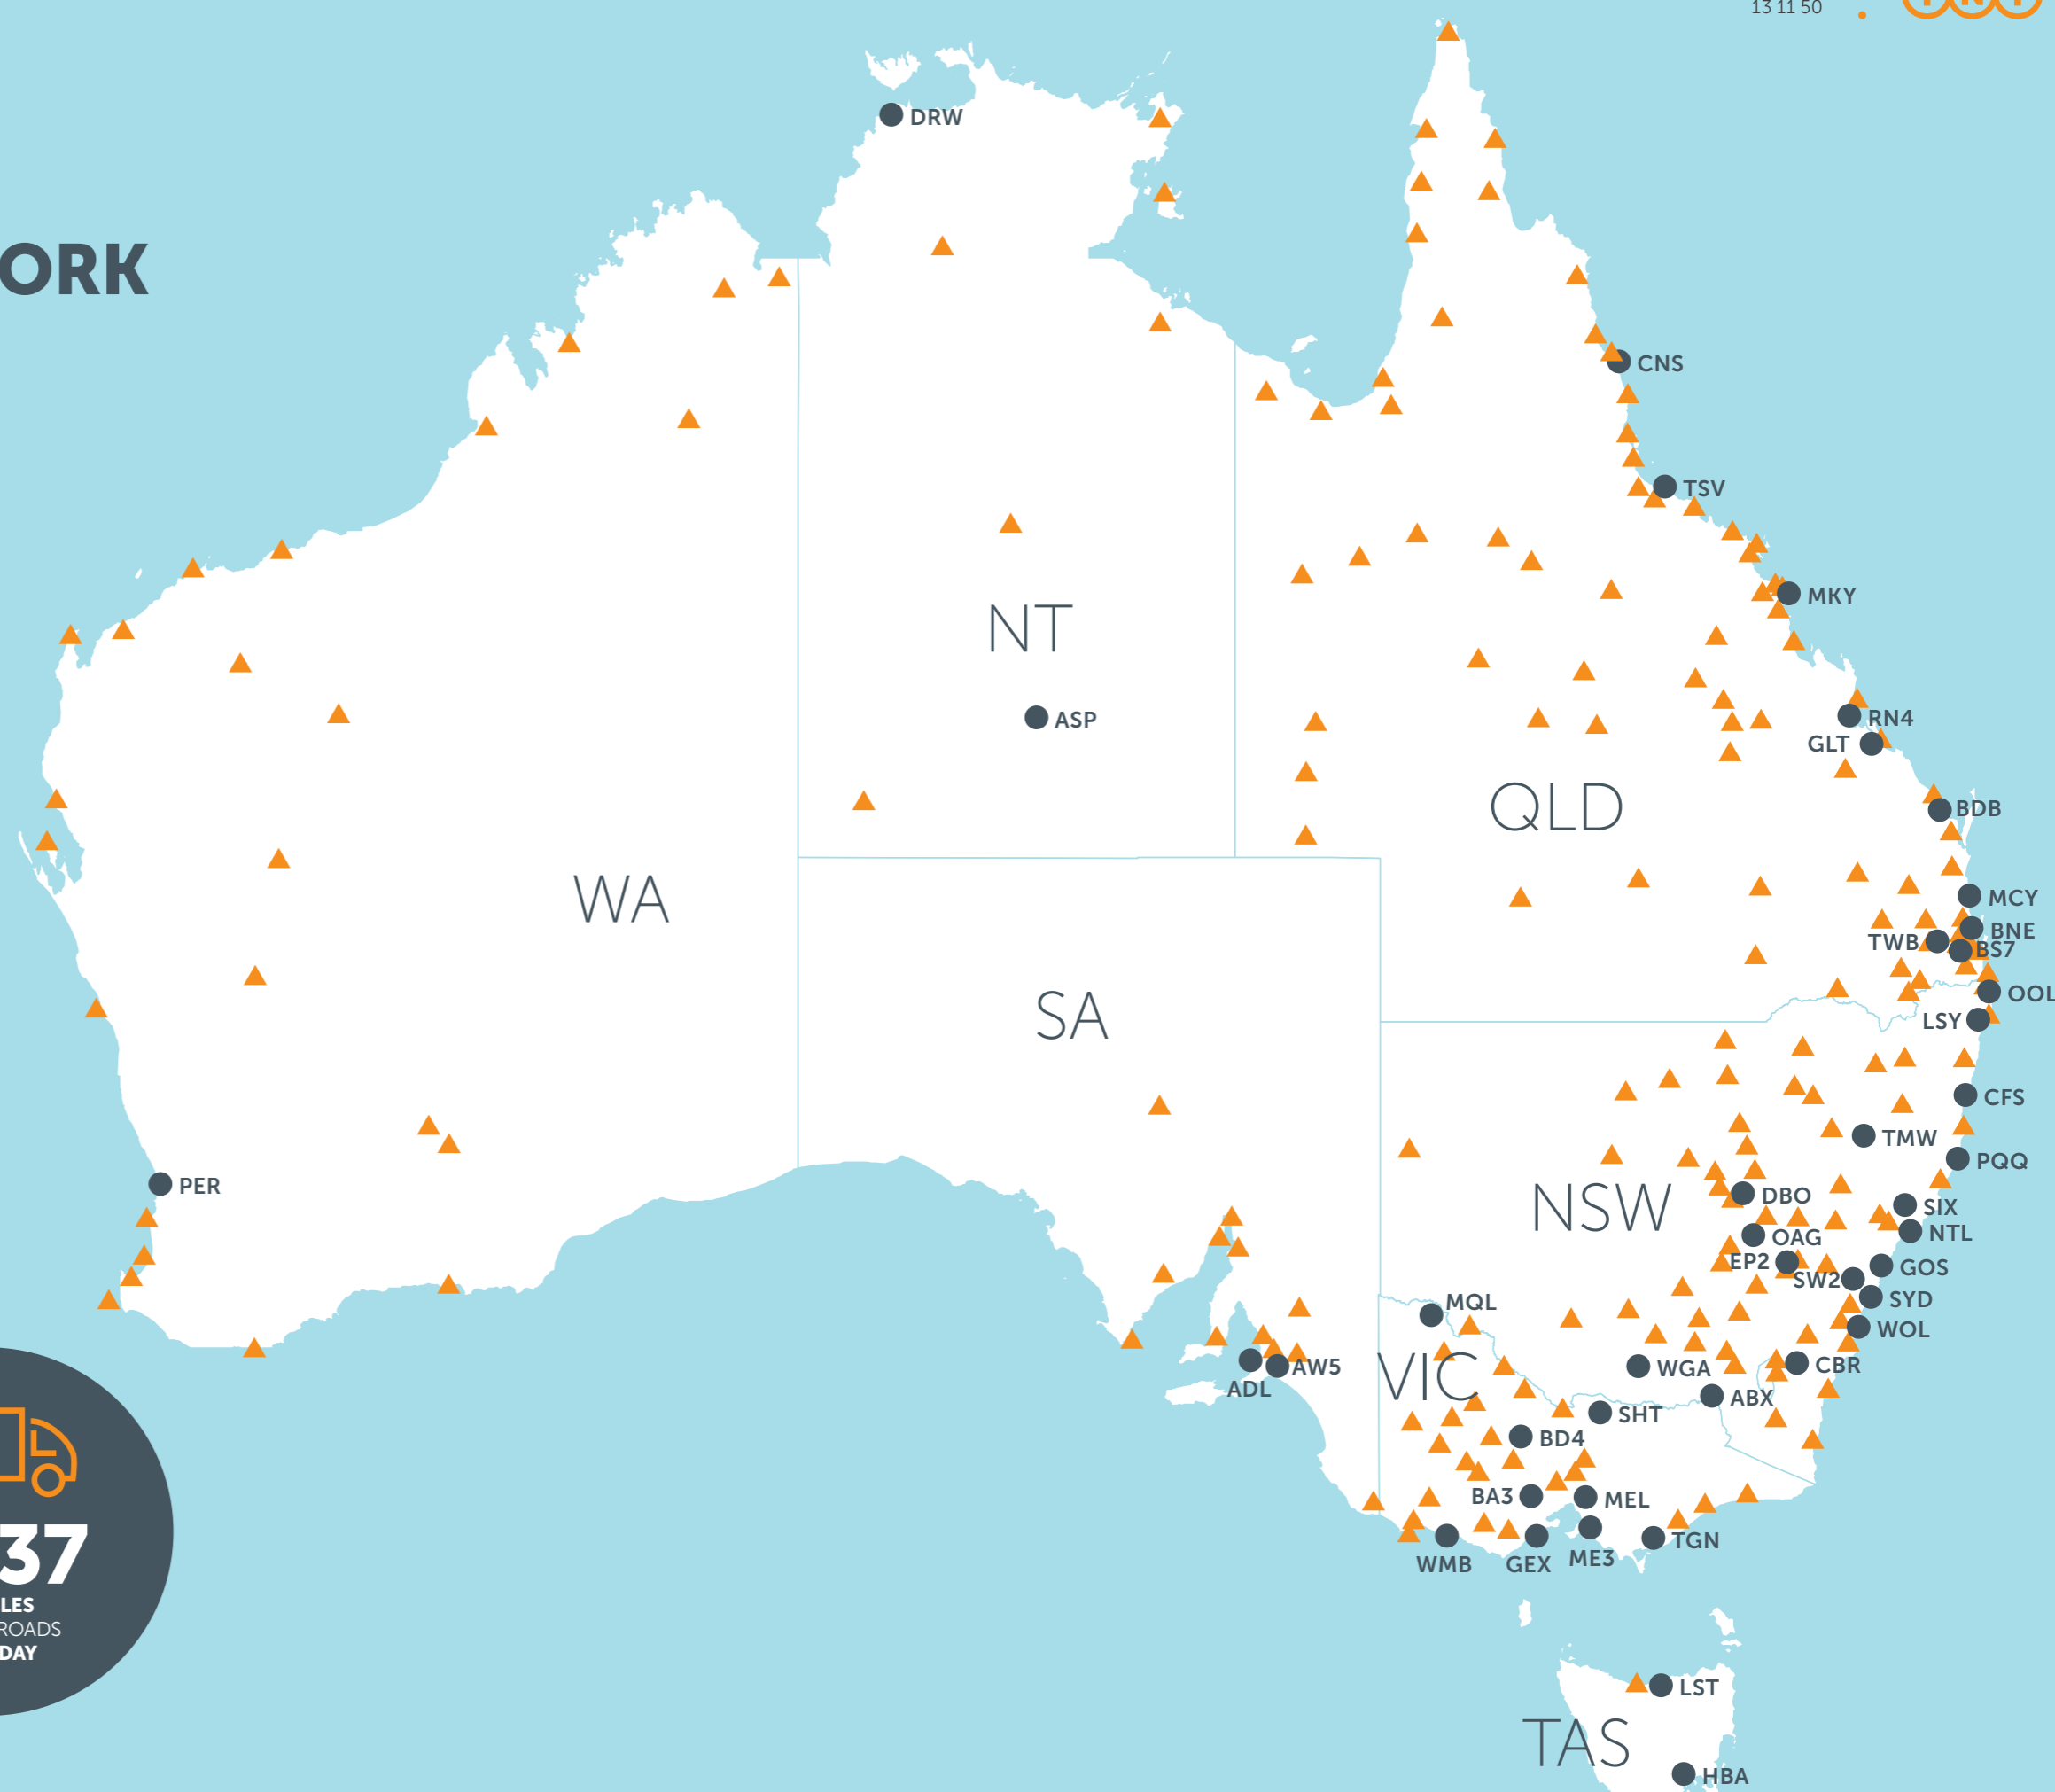 13 11 50
ORK
DRW
CNS
TSV
NT
MKY
ASP
RN4
GLT
QLD
BDB
WA
MCY
BNE
TWB
BS7
SA
OOL
LSY
CFS
TMW
PER
PQQ
NSW
DBO
SIX
OAG
NTL
EP2
GOS
SW2
MQL
SYD
WOL
VIC
AW5
WGA
CBR
ADL
ABX
SHT
BD4
BA3
MEL
TGN
WMB
GEX
ME3
37
LES
ROADS
DAY
LST
TAS
HBA